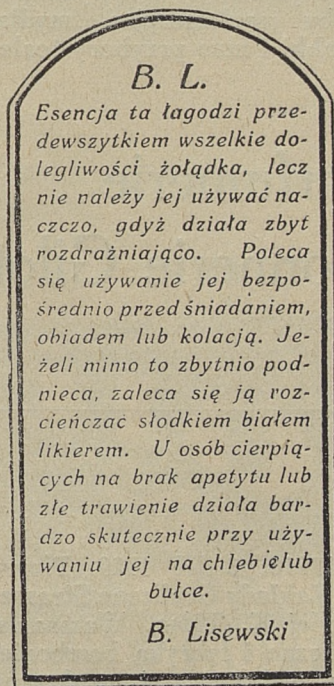 B. L.
Esencja ta łagodzi prze-
dewszytkiem wszelkie do-
legliwości żołądka, lecz
nie należy jej używać na-
czczo, gdyż działa zbyt
rozdrażniająco. Poleca
się używanie jej bezpo-
średnio przed śniadaniem,
obiadem lub kolacją. Je-
żeli mimo to zbytnio pod-
nieca, zaleca się ją roz-
cieńczać słodkiem białem
likierem. U osób cierpią-
cych na brak apetytu lub
złe trawienie działa bar-
dzo skutecznie przy uży-
waniu jej na chlebie lub
bułce.
B. Lisewski